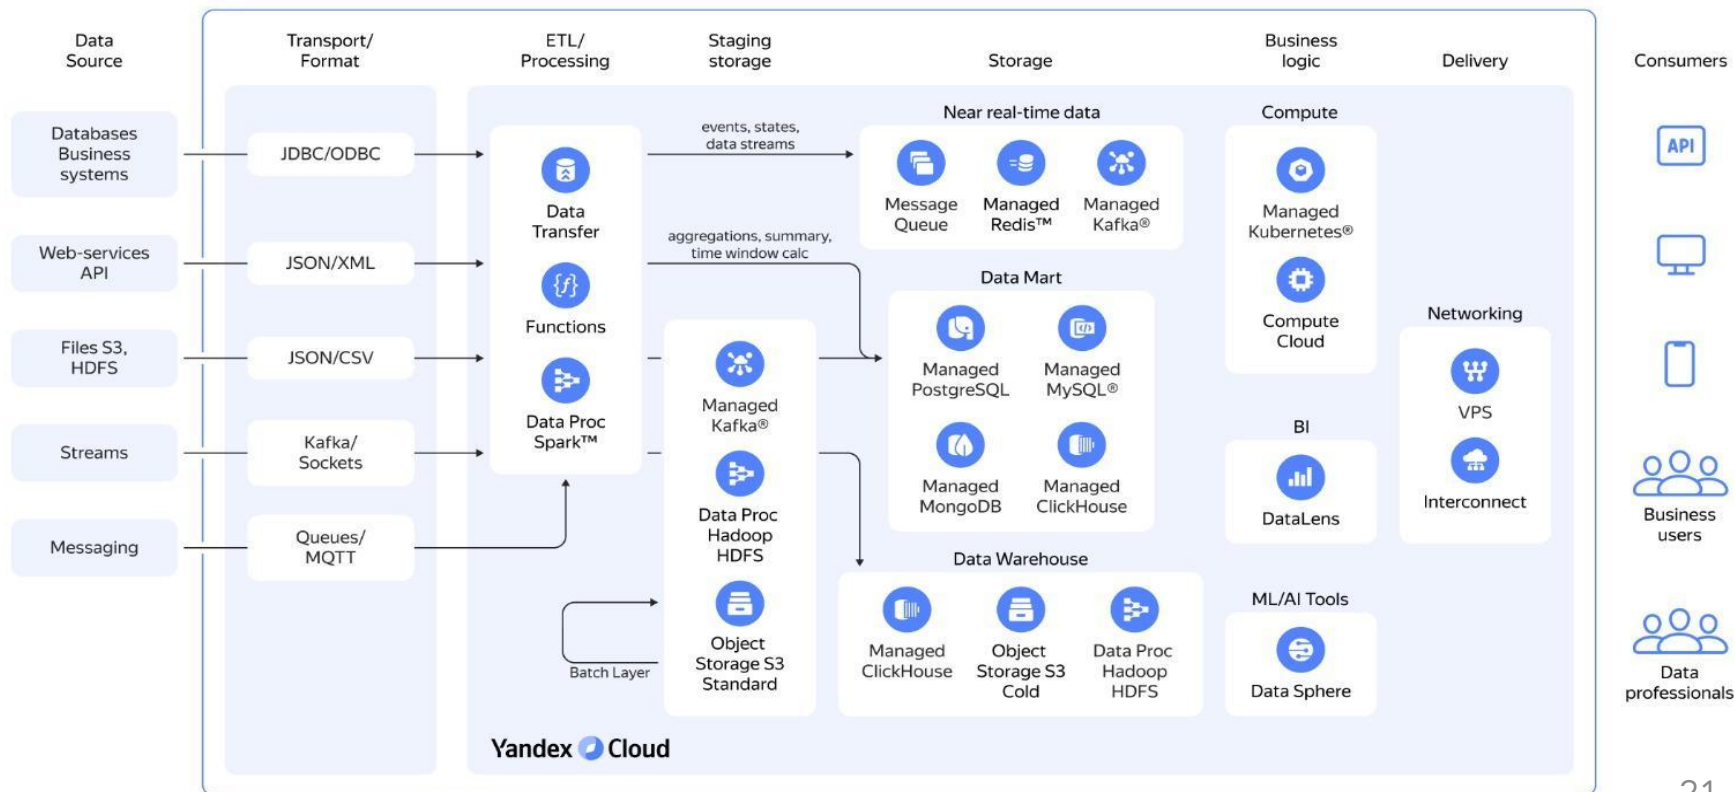 Data
Source
Transport/
Format
ETL/
Processing
Staging
storage
Storage
Business
logic
Delivery
Consumers
Databases
Business
systems
Web-services
API
Files S3,
HDFS
Streams
Messaging
JDBC/ODBC
JSON/XML
JSON/CSV
Kafka/
Sockets
Queues/
MQTT
Data
Transfer
{f}
Functions
Data Proc
Spark™
events, states,
data streams
aggregations, summary,
time window calc
Managed
Kafka®
Data Proc
Hadoop
HDFS
Object
Storage S3
Standard
Batch Layer
Near real-time data
Message
Queue
Managed
Redis™
Managed
Kafka®
Data Mart
Managed
PostgreSQL
Managed
MySQL®
Managed
MongoDB
Managed
ClickHouse
Data Warehouse
Managed
ClickHouse
Object
Storage S3
Cold
Data Proc
Hadoop
HDFS
Compute
Managed
Kubernetes®
Compute
Cloud
BI
DataLens
ML/AI Tools
Data Sphere
Networking
VPS
Interconnect
API
Business
users
Data
professionals
Yandex Cloud
21